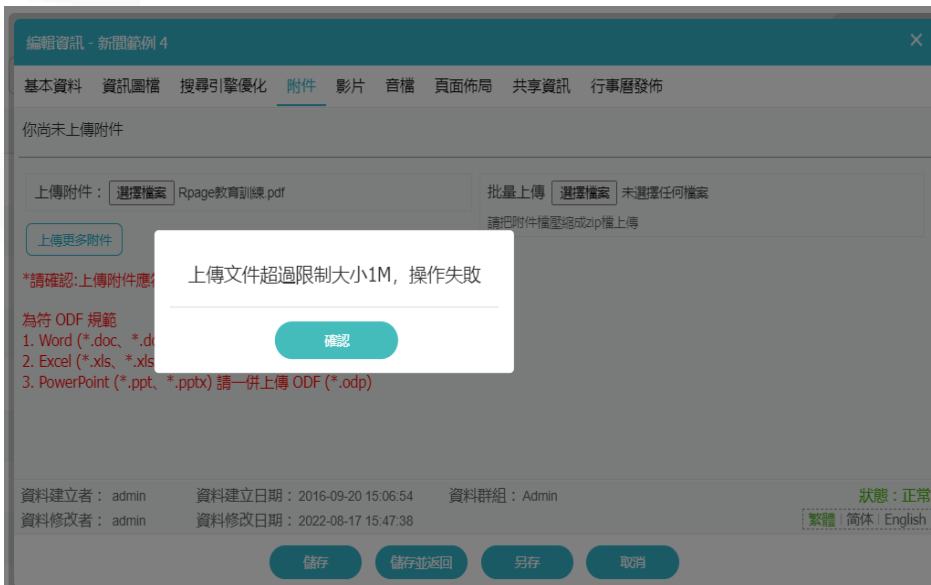 編輯資訊 - 新聞範例 4
基本資料 資訊圖檔 搜尋引擎優化 附件 影片 音檔 頁面佈局 共享資訊 行事曆發佈
你尚未上傳附件
上傳附件： 選擇檔案 Rpage教育訓練.pdf
批量上傳 選擇檔案 未選擇任何檔案
請把附件檔壓縮成zip檔上傳
上傳更多附件
上傳文件超過限制大小1M，操作失敗
確認
*請確認:上傳附件應
為符 ODF 規範
1. Word (*.doc、
2. Excel (*.xls、*.xls
3. PowerPoint (*.ppt、*.pptx) 請一併上傳 ODF (*.odp)
資料建立者： admin 資料建立日期：2016-09-20 15:06:54 資料群組：Admin 狀態：正常
資料修改者： admin 資料修改日期：2022-08-17 15:47:38 繁體 | 简体 | English
儲存 儲存並返回 另存 取消